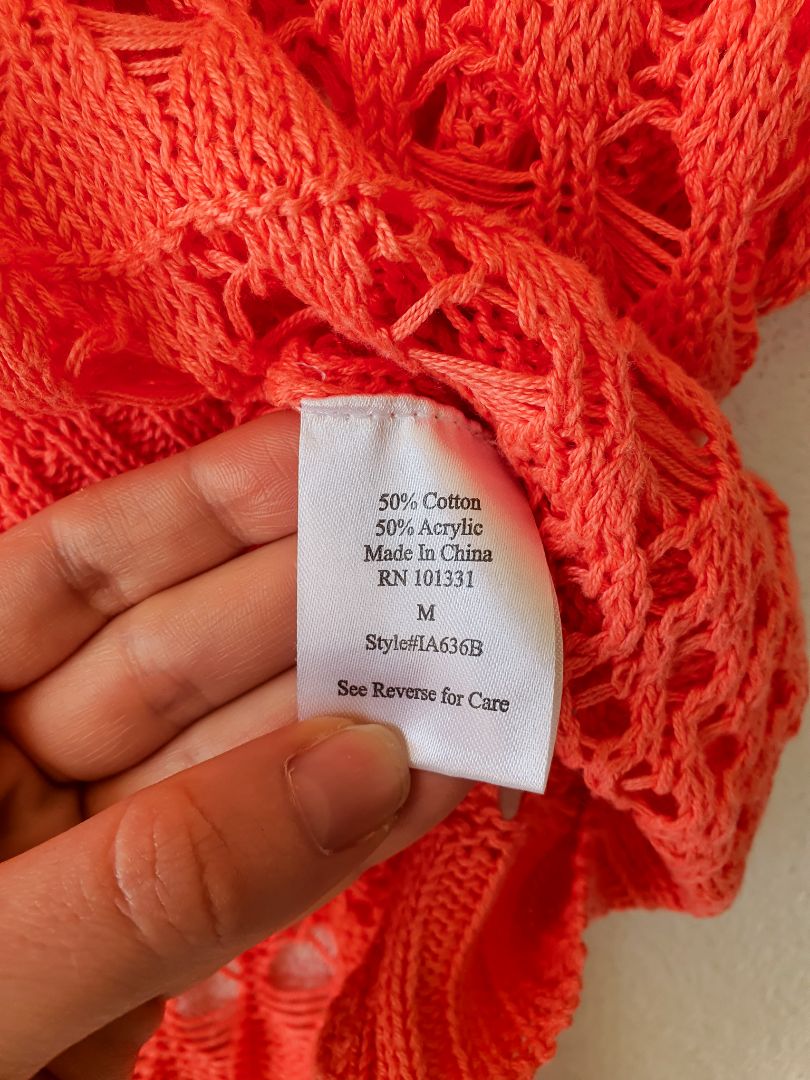 50% Cotton
50% Acrylic
Made In China
RN 101331
M
Style#IA636B
See Reverse for Care